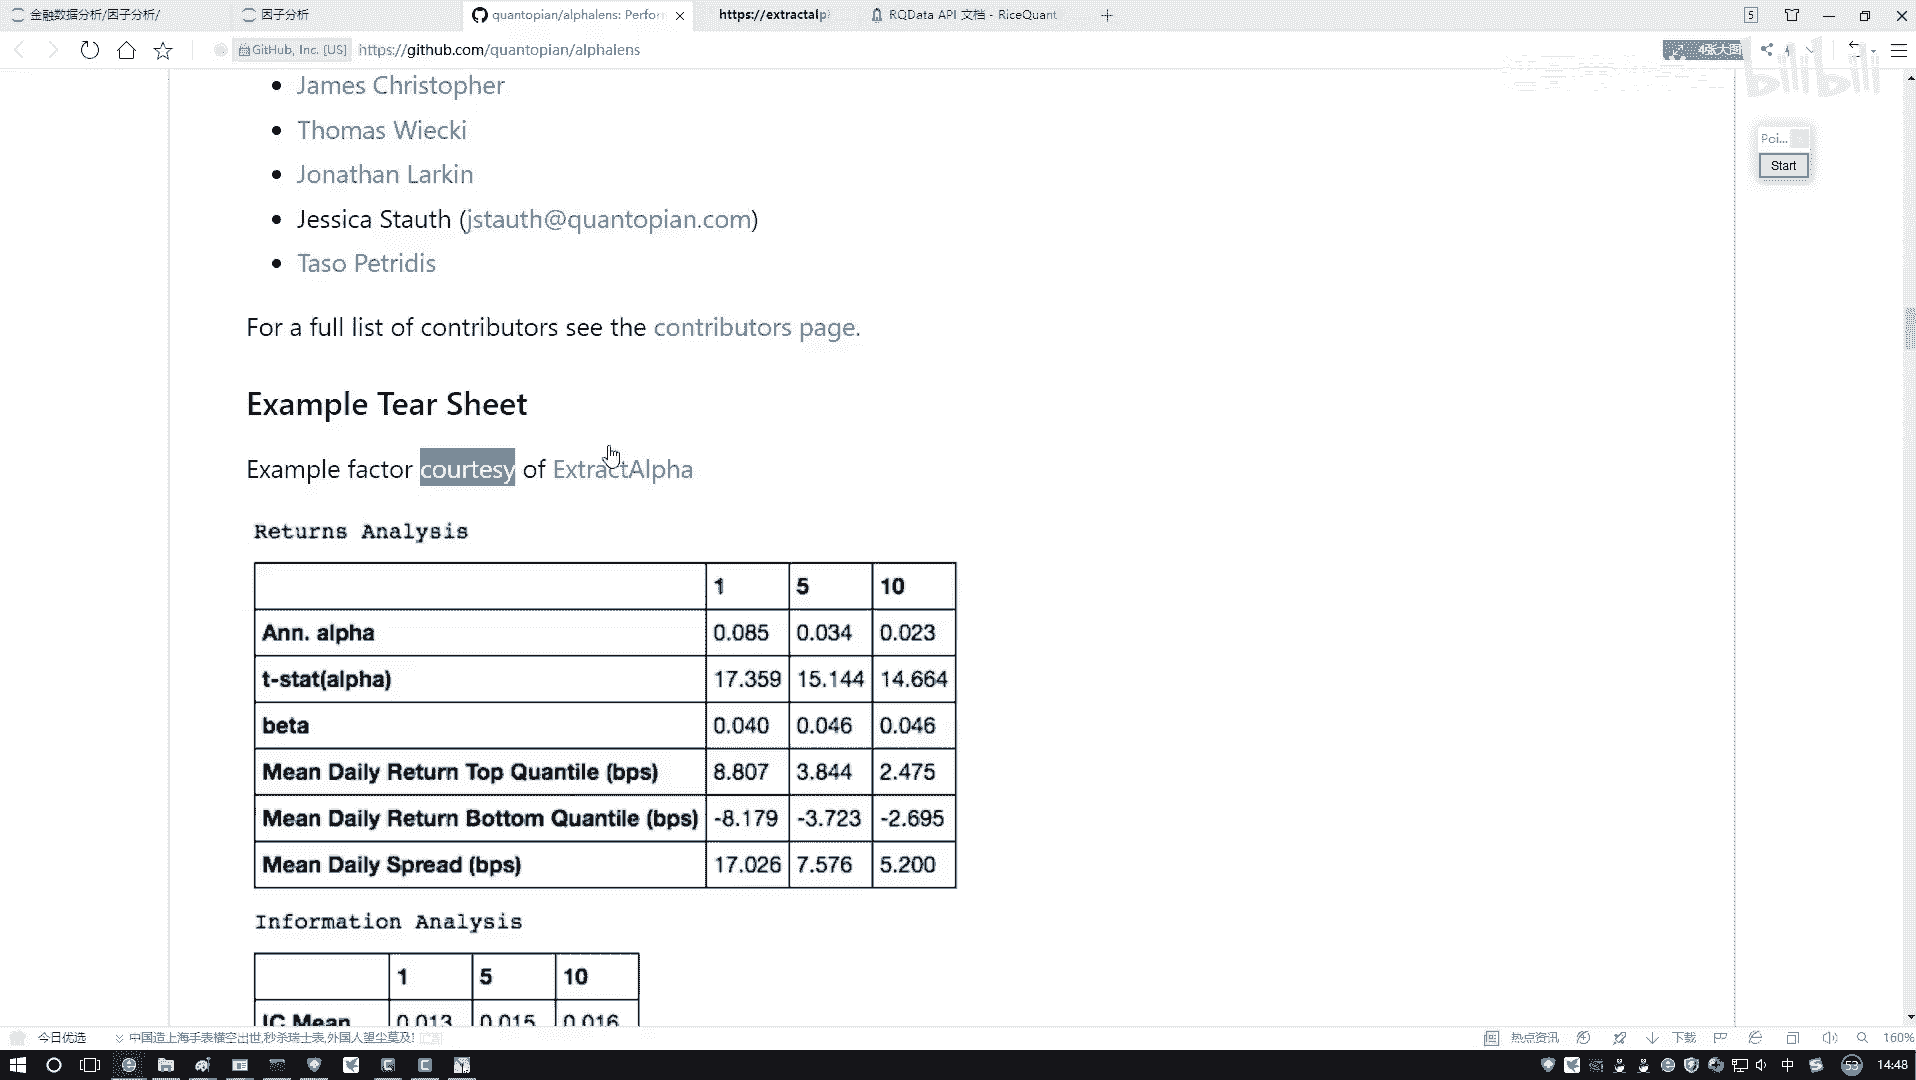 金融数据分析/因子分析/
因子分析
quantopian/alphalens: Perfor
https://extractalp
RQData API 文档 - RiceQuant
5
GitHub, Inc. [US]
https://github.com/quantopian/alphalens
4张大图
bilibili
James Christopher
Thomas Wiecki
Jonathan Larkin
Jessica Stauth (jstauth@quantopian.com)
Taso Petridis
Poi...
Start
For a full list of contributors see the contributors page.
Example Tear Sheet
Example factor courtesy of ExtractAlpha
Returns Analysis
1 5 10
Ann. alpha 0.085 0.034 0.023
t-stat(alpha) 17.359 15.144 14.664
beta 0.040 0.046 0.046
Mean Daily Return Top Quantile (bps) 8.807 3.844 2.475
Mean Daily Return Bottom Quantile (bps) -8.179 -3.723 -2.695
Mean Daily Spread (bps) 17.026 7.576 5.200
Information Analysis
1 5 10
IC Mean 0.013 0.015 0.016
今日优选
中国造上海手表横空出世,秒杀瑞士表,外国人望尘莫及!
热点资讯
下载
160%
中
53
14:48